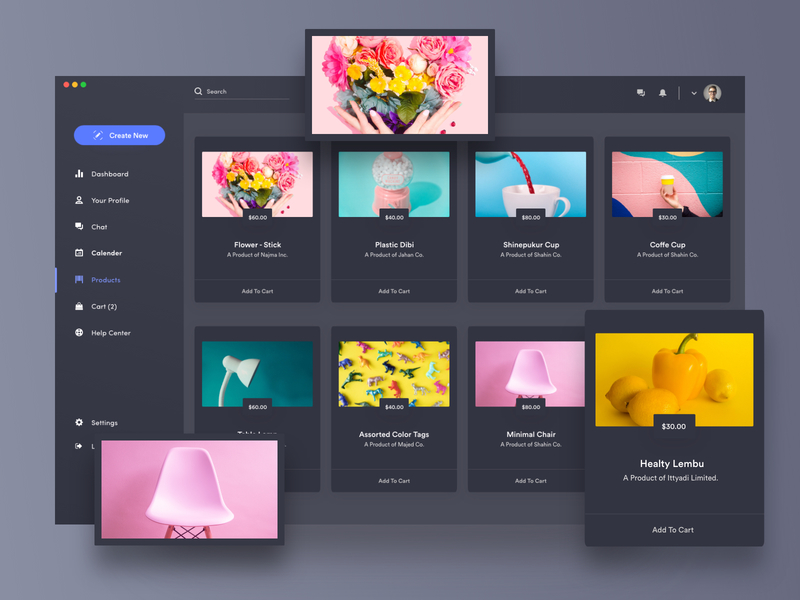 Search
Create New
Dashboard
Your Profile
Chat
Calender
Products
Cart (2)
Help Center
Settings
L
$60.00
Flower - Stick
A Product of Najma Inc.
Add To Cart
$40.00
Plastic Dibi
A Product of Jahan Co.
Add To Cart
$80.00
Shinepukur Cup
A Product of Shahin Co.
Add To Cart
$30.00
Coffe Cup
A Product of Shahin Co.
Add To Cart
$60.00
$40.00
Assorted Color Tags
A Product of Majed Co.
Add To Cart
$80.00
Minimal Chair
A Product of Shahin Co.
Add To Cart
$30.00
Healty Lembu
A Product of Ittyadi Limited.
Add To Cart